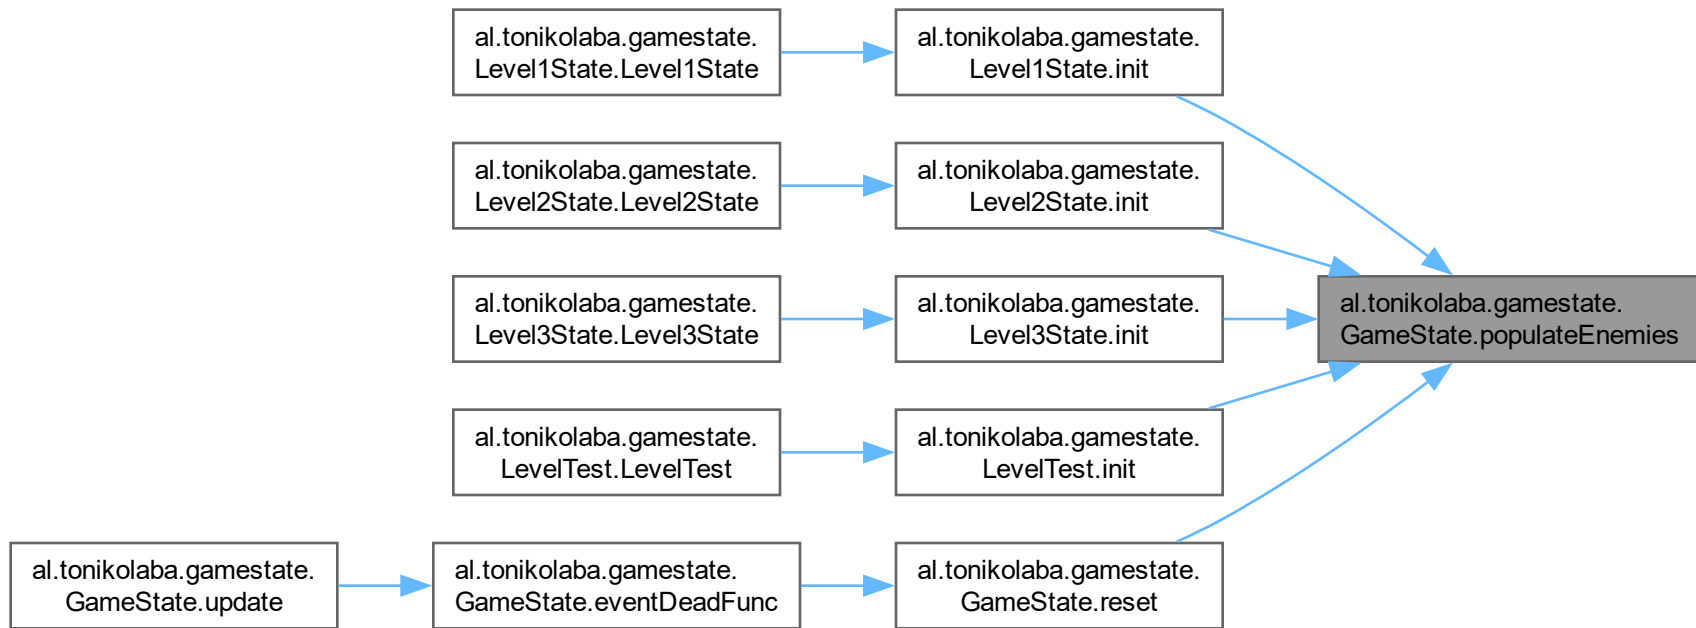 al.tonikolaba.gamestate.
Level1State.Level1State
al.tonikolaba.gamestate.
Level1State.init
al.tonikolaba.gamestate.
Level2State.Level2State
al.tonikolaba.gamestate.
Level2State.init
al.tonikolaba.gamestate.
Level3State.Level3State
al.tonikolaba.gamestate.
Level3State.init
al.tonikolaba.gamestate.
GameState.populateEnemies
al.tonikolaba.gamestate.
LevelTest.LevelTest
al.tonikolaba.gamestate.
LevelTest.init
al.tonikolaba.gamestate.
GameState.update
al.tonikolaba.gamestate.
GameState.eventDeadFunc
al.tonikolaba.gamestate.
GameState.reset